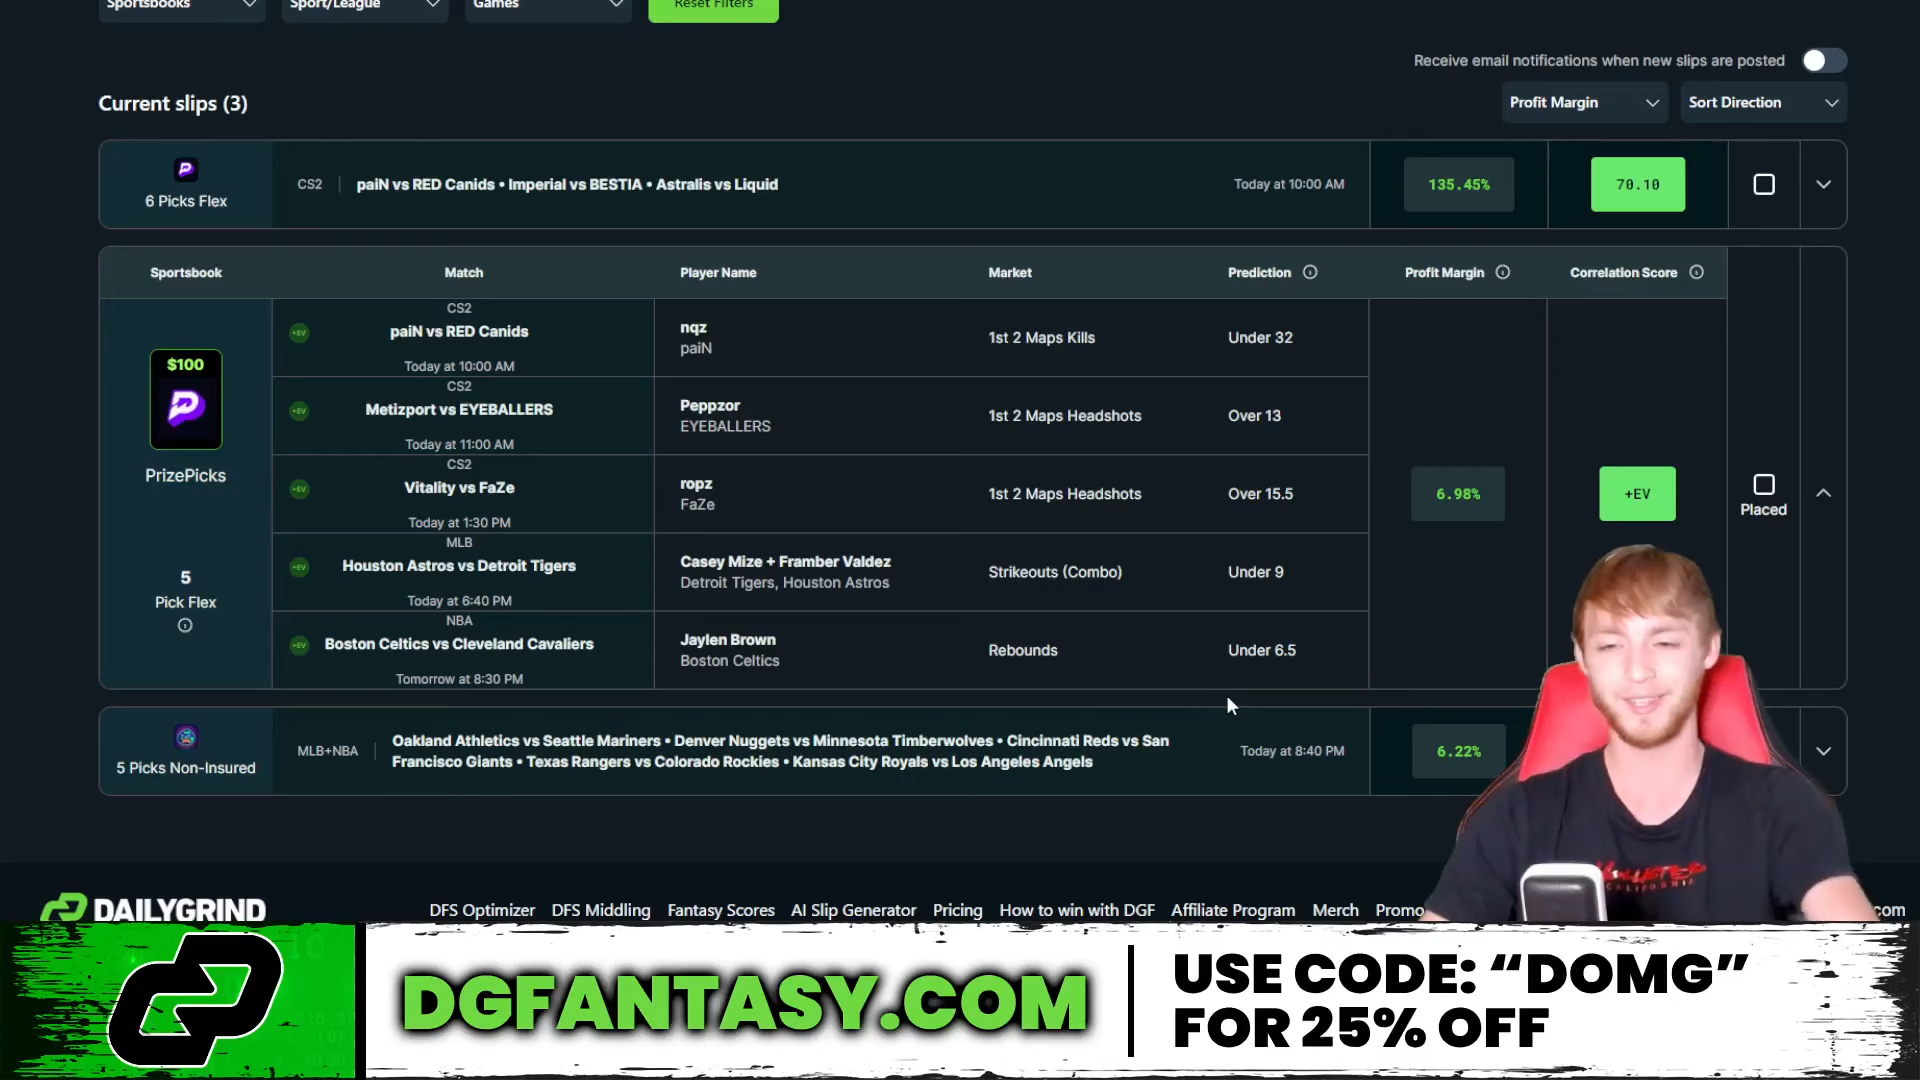 Sportsbooks
Sport/League
Games
Reset Filters
Receive email notifications when new slips are posted
Current slips (3)
Profit Margin
Sort Direction
6 Picks Flex
CS2
paiN vs RED Canids • Imperial vs BESTIA • Astralis vs Liquid
Today at 10:00 AM
135.45%
70.10
Sportsbook
Match
Player Name
Market
Prediction
Profit Margin
Correlation Score
$100
PrizePicks
5
Pick Flex
+EV
CS2
paiN vs RED Canids
Today at 10:00 AM
nqz
paiN
1st 2 Maps Kills
Under 32
+EV
CS2
Metizport vs EYEBALLERS
Today at 11:00 AM
Peppzor
EYEBALLERS
1st 2 Maps Headshots
Over 13
+EV
CS2
Vitality vs FaZe
Today at 1:30 PM
ropz
FaZe
1st 2 Maps Headshots
Over 15.5
+EV
MLB
Houston Astros vs Detroit Tigers
Today at 6:40 PM
Casey Mize + Framber Valdez
Detroit Tigers, Houston Astros
Strikeouts (Combo)
Under 9
+EV
NBA
Boston Celtics vs Cleveland Cavaliers
Tomorrow at 8:30 PM
Jaylen Brown
Boston Celtics
Rebounds
Under 6.5
6.98%
+EV
Placed
5 Picks Non-Insured
MLB+NBA
Oakland Athletics vs Seattle Mariners • Denver Nuggets vs Minnesota Timberwolves • Cincinnati Reds vs San
Francisco Giants • Texas Rangers vs Colorado Rockies • Kansas City Royals vs Los Angeles Angels
Today at 8:40 PM
6.22%
DAILYGRIND
DFS Optimizer
DFS Middling
Fantasy Scores
AI Slip Generator
Pricing
How to win with DGF
Affiliate Program
Merch
Promo
com
CALIFORNIA
DGFANTASY.COM
USE CODE: “DOMG”
FOR 25% OFF